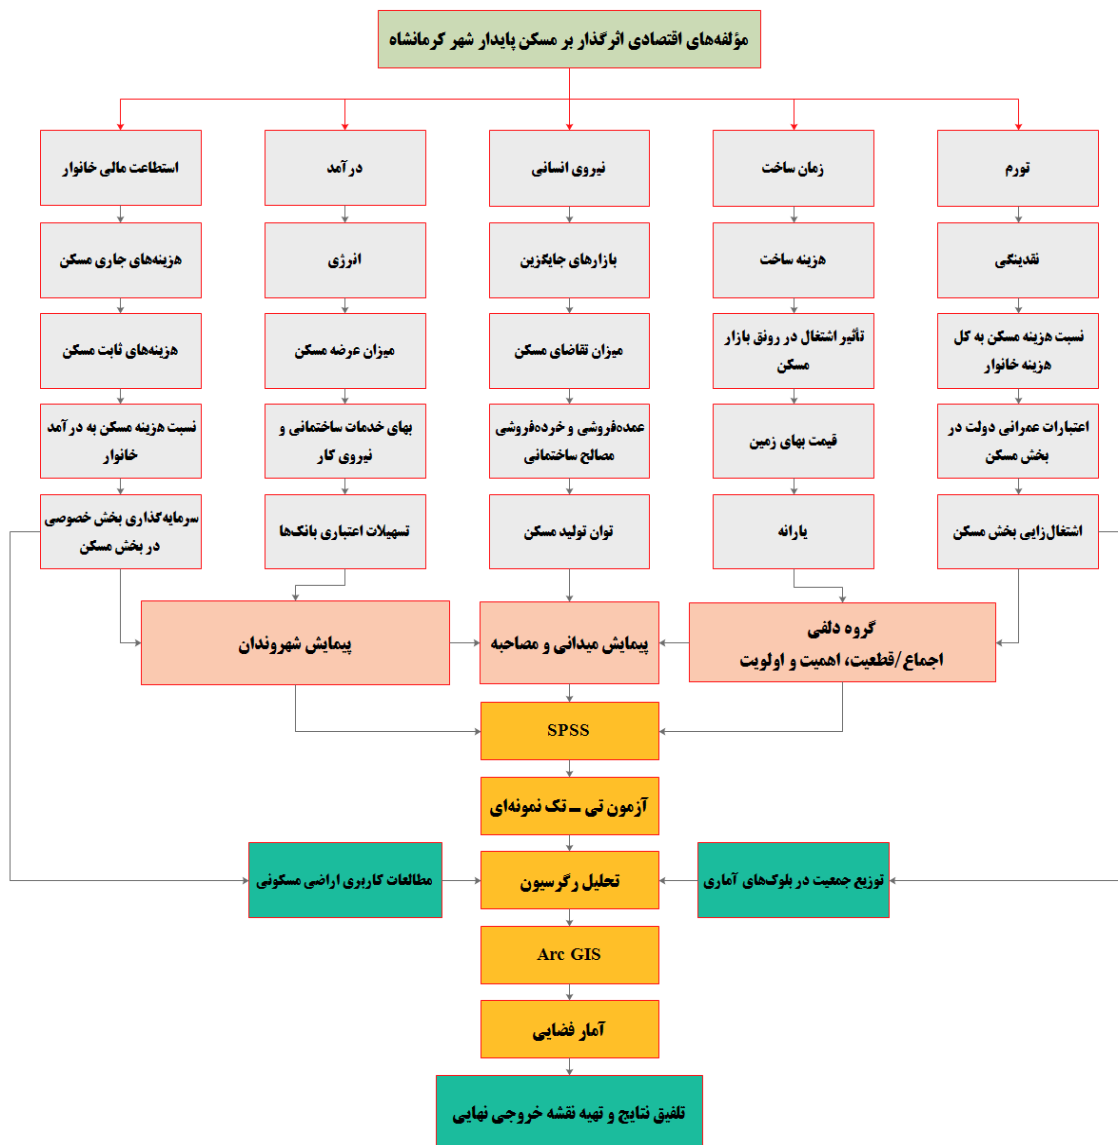 مؤلفه‌های اقتصادی اثرگذار بر مسکن پایدار شهر کرمانشاه
تورم
زمان ساخت
نیروی انسانی
درآمد
استطاعت مالی خانوار
نقدینگی
هزینه ساخت
بازارهای جایگزین
انرژی
هزینه‌های جاری مسکن
نسبت هزینه مسکن به کل
هزینه خانوار
تأثیر اشتغال در رونق بازار
مسکن
میزان تقاضای مسکن
میزان عرضه مسکن
هزینه‌های ثابت مسکن
اعتبارات عمرانی دولت در
بخش مسکن
قیمت بهای زمین
عمده‌فروشی و خرده‌فروشی
مصالح ساختمانی
بهای خدمات ساختمانی و
نیروی کار
نسبت هزینه مسکن به درآمد
خانوار
اشتغال‌زایی بخش مسکن
یارانه
توان تولید مسکن
تسهیلات اعتباری بانک‌ها
سرمایه‌گذاری بخش خصوصی
در بخش مسکن
گروه دلفی
اجماع/قطعیت، اهمیت و اولویت
پیمایش میدانی و مصاحبه
پیمایش شهروندان
SPSS
آزمون تی – تک نمونه‌ای
توزیع جمعیت در بلوک‌های آماری
تحلیل رگرسیون
مطالعات کاربری اراضی مسکونی
Arc GIS
آمار فضایی
تلفیق نتایج و تهیه نقشه خروجی نهایی